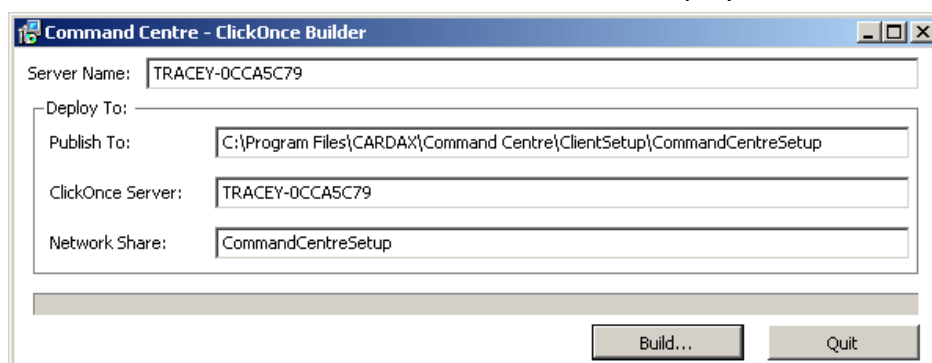 Command Centre - ClickOnce Builder
Server Name: TRACEY-0CCA5C79
Deploy To:
Publish To: C:\Program Files\CARDAX\Command Centre\ClientSetup\CommandCentreSetup
ClickOnce Server: TRACEY-0CCA5C79
Network Share: CommandCentreSetup
Build... Quit